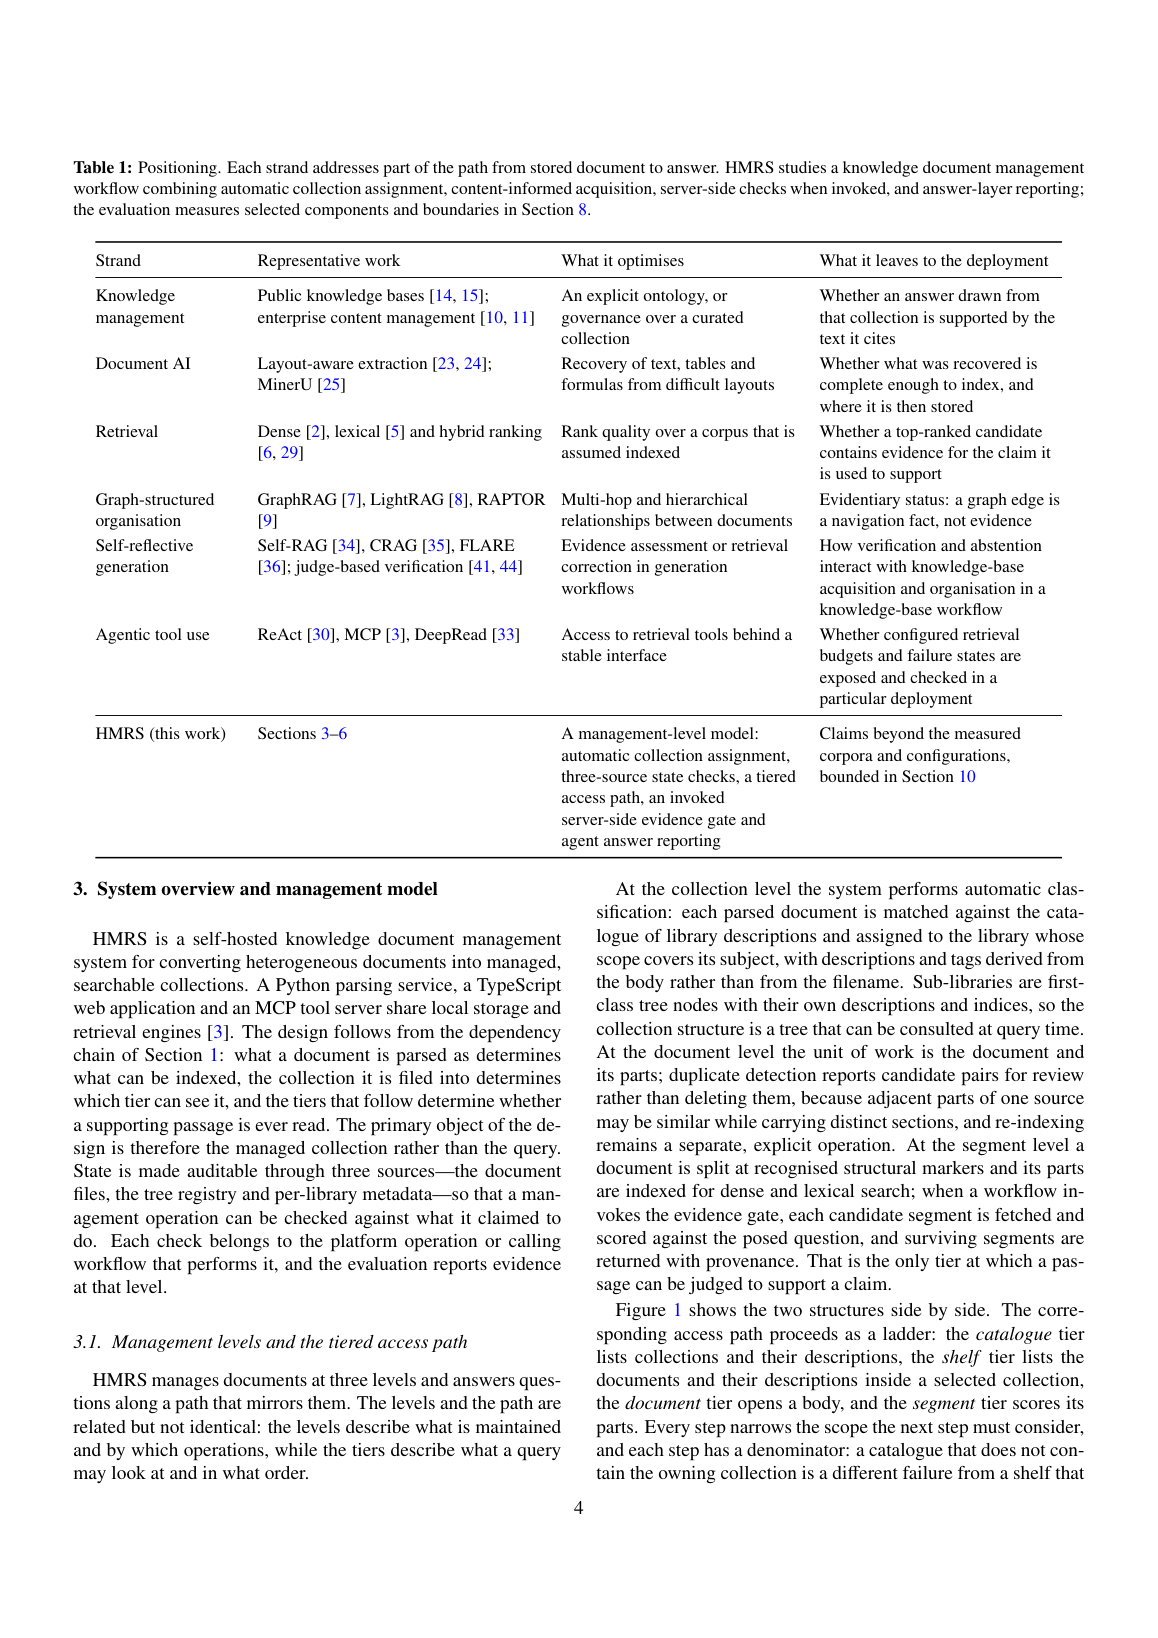 Table 1: Positioning. Each strand addresses part of the path from stored document to answer. HMRS studies a knowledge document management
workflow combining automatic collection assignment, content-informed acquisition, server-side checks when invoked, and answer-layer reporting;
the evaluation measures selected components and boundaries in Section 8.
Strand Representative work What it optimises What it leaves to the deployment
Knowledge Public knowledge bases [14, 15]; An explicit ontology, or Whether an answer drawn from
management enterprise content management [10, 11] governance over a curated that collection is supported by the
collection text it cites
Document AI Layout-aware extraction [23, 24]; Recovery of text, tables and Whether what was recovered is
MinerU [25] formulas from difficult layouts complete enough to index, and
where it is then stored
Retrieval Dense [2], lexical [5] and hybrid ranking Rank quality over a corpus that is Whether a top-ranked candidate
[6, 29] assumed indexed contains evidence for the claim it
is used to support
Graph-structured GraphRAG [7], LightRAG [8], RAPTOR Multi-hop and hierarchical Evidentiary status: a graph edge is
organisation [9] relationships between documents a navigation fact, not evidence
Self-reflective Self-RAG [34], CRAG [35], FLARE Evidence assessment or retrieval How verification and abstention
generation [36]; judge-based verification [41, 44] correction in generation interact with knowledge-base
workflows acquisition and organisation in a
knowledge-base workflow
Agentic tool use ReAct [30], MCP [3], DeepRead [33] Access to retrieval tools behind a Whether configured retrieval
stable interface budgets and failure states are
exposed and checked in a
particular deployment
HMRS (this work) Sections 3–6 A management-level model: Claims beyond the measured
automatic collection assignment, corpora and configurations,
three-source state checks, a tiered bounded in Section 10
access path, an invoked
server-side evidence gate and
agent answer reporting
3. System overview and management model
HMRS is a self-hosted knowledge document management
system for converting heterogeneous documents into managed,
searchable collections. A Python parsing service, a TypeScript
web application and an MCP tool server share local storage and
retrieval engines [3]. The design follows from the dependency
chain of Section 1: what a document is parsed as determines
what can be indexed, the collection it is filed into determines
which tier can see it, and the tiers that follow determine whether
a supporting passage is ever read. The primary object of the de-
sign is therefore the managed collection rather than the query.
State is made auditable through three sources—the document
files, the tree registry and per-library metadata—so that a man-
agement operation can be checked against what it claimed to
do. Each check belongs to the platform operation or calling
workflow that performs it, and the evaluation reports evidence
at that level.
3.1. Management levels and the tiered access path
HMRS manages documents at three levels and answers ques-
tions along a path that mirrors them. The levels and the path are
related but not identical: the levels describe what is maintained
and by which operations, while the tiers describe what a query
may look at and in what order.
At the collection level the system performs automatic clas-
sification: each parsed document is matched against the cata-
logue of library descriptions and assigned to the library whose
scope covers its subject, with descriptions and tags derived from
the body rather than from the filename. Sub-libraries are first-
class tree nodes with their own descriptions and indices, so the
collection structure is a tree that can be consulted at query time.
At the document level the unit of work is the document and
its parts; duplicate detection reports candidate pairs for review
rather than deleting them, because adjacent parts of one source
may be similar while carrying distinct sections, and re-indexing
remains a separate, explicit operation. At the segment level a
document is split at recognised structural markers and its parts
are indexed for dense and lexical search; when a workflow in-
vokes the evidence gate, each candidate segment is fetched and
scored against the posed question, and surviving segments are
returned with provenance. That is the only tier at which a pas-
sage can be judged to support a claim.
Figure 1 shows the two structures side by side. The corre-
sponding access path proceeds as a ladder: the catalogue tier
lists collections and their descriptions, the shelf tier lists the
documents and their descriptions inside a selected collection,
the document tier opens a body, and the segment tier scores its
parts. Every step narrows the scope the next step must consider,
and each step has a denominator: a catalogue that does not con-
tain the owning collection is a different failure from a shelf that
4